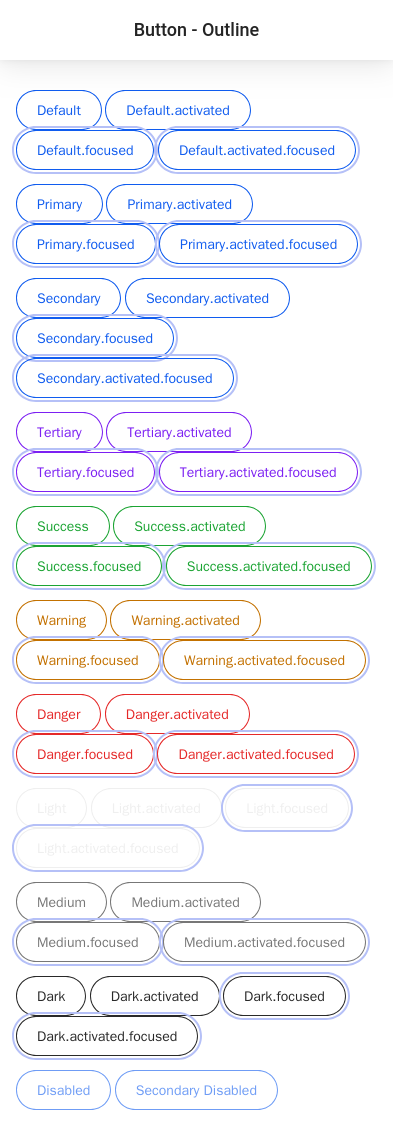 Button - Outline
Default Default.activated
Default.focused Default.activated.focused
Primary Primary.activated
Primary.focused Primary.activated.focused
Secondary Secondary.activated
Secondary.focused
Secondary.activated.focused
Tertiary Tertiary.activated
Tertiary.focused Tertiary.activated.focused
Success Success.activated
Success.focused Success.activated.focused
Warning Warning.activated
Warning.focused Warning.activated.focused
Danger Danger.activated
Danger.focused Danger.activated.focused
Light Light.activated Light.focused
Light.activated.focused
Medium Medium.activated
Medium.focused Medium.activated.focused
Dark Dark.activated Dark.focused
Dark.activated.focused
Disabled Secondary Disabled